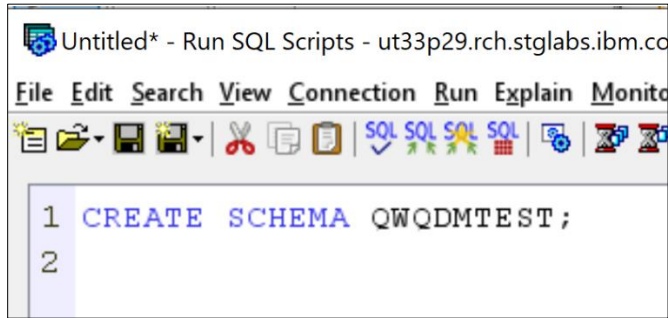 Untitled* - Run SQL Scripts - ut33p29.rch.stglabs.ibm.co
File Edit Search View Connection Run Explain Monito
SQL SQL SQL SQL
1 CREATE SCHEMA QWQDMTEST;
2